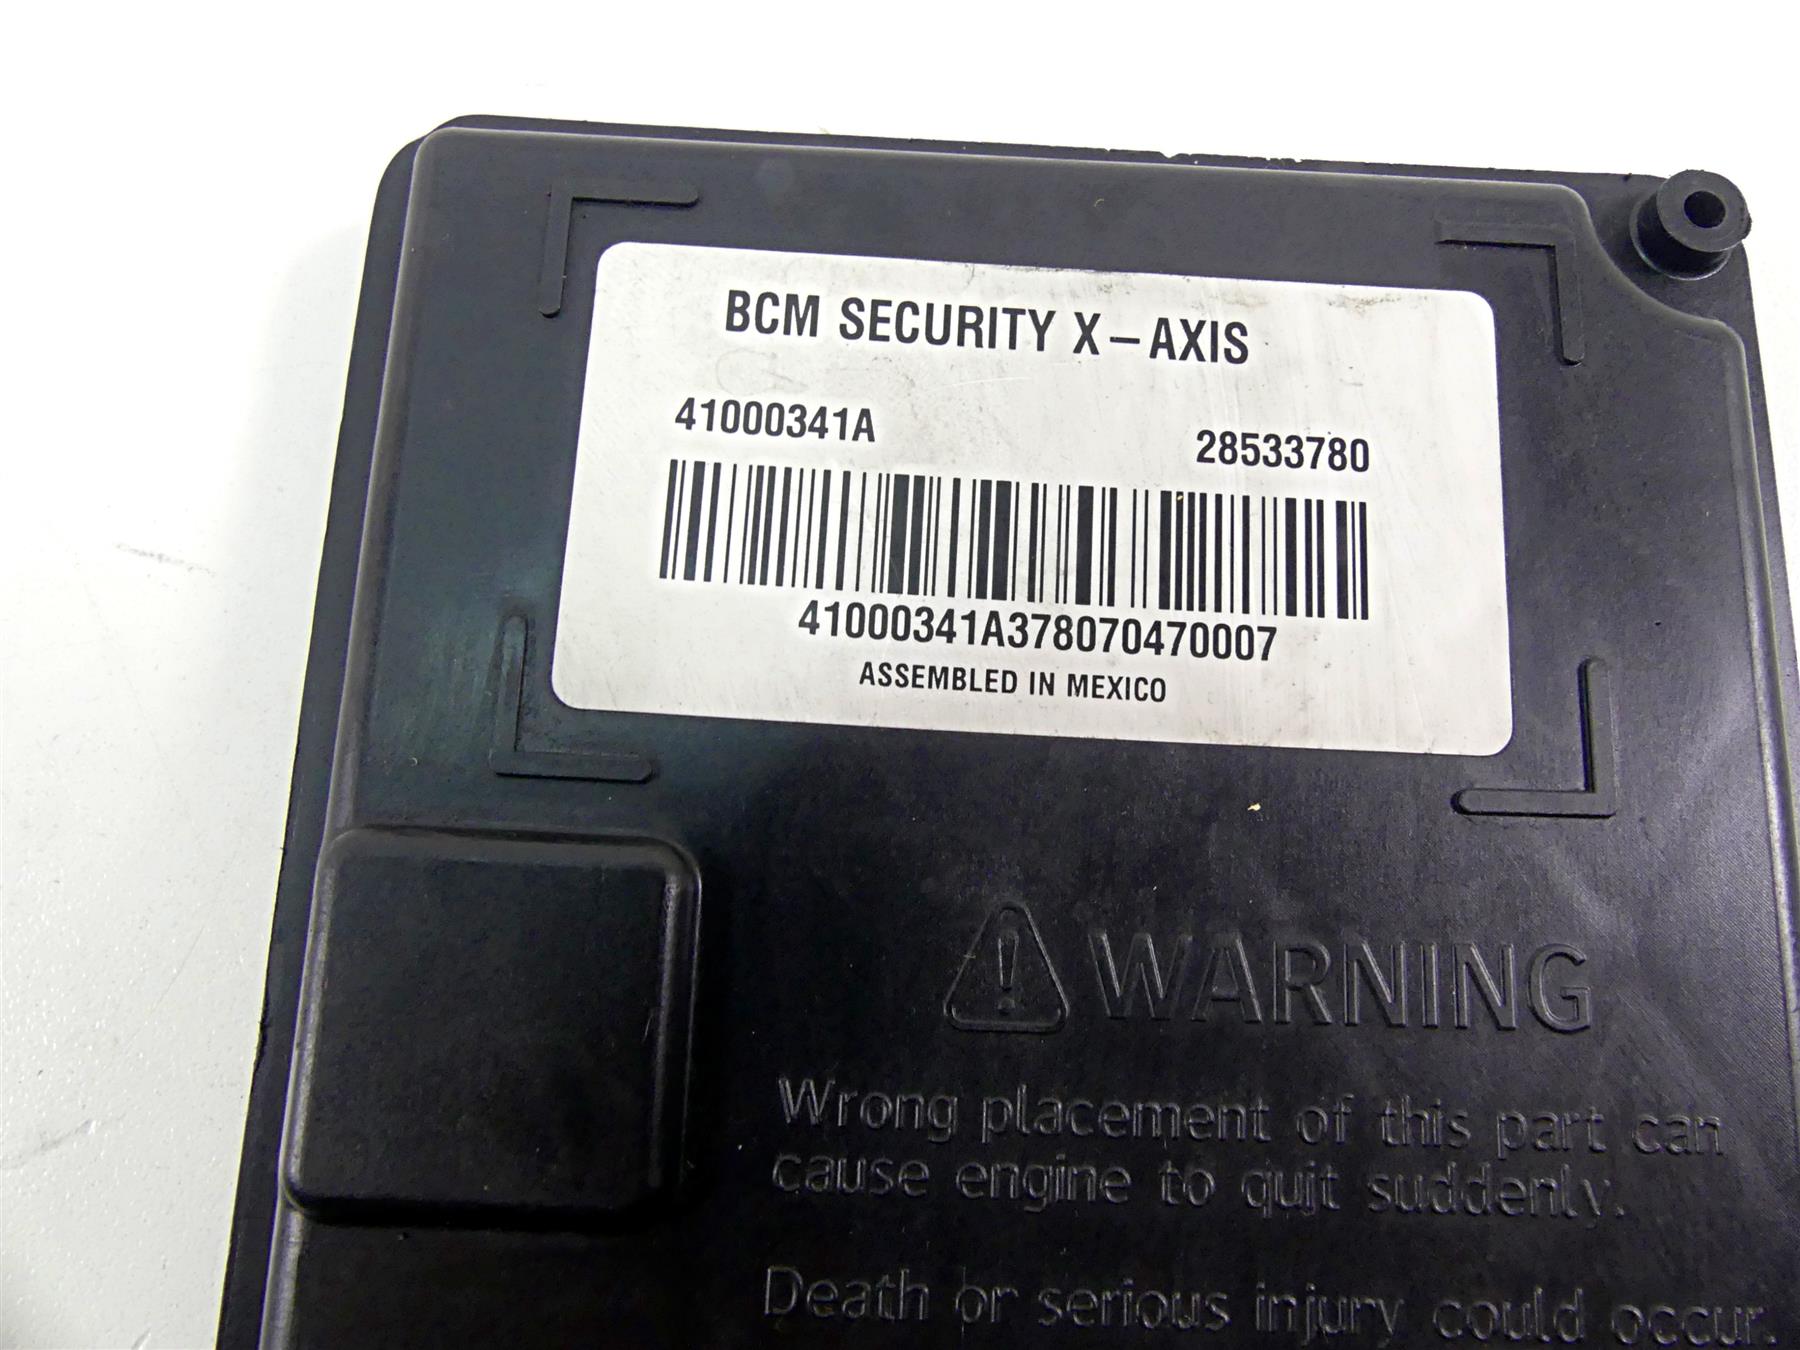 BCM SECURITY X-AXIS
41000341A 28533780
41000341A378070470007
ASSEMBLED IN MEXICO
WARNING
Wrong placement of this part can
cause engine to quit suddenly.
Death or serious injury could occur.